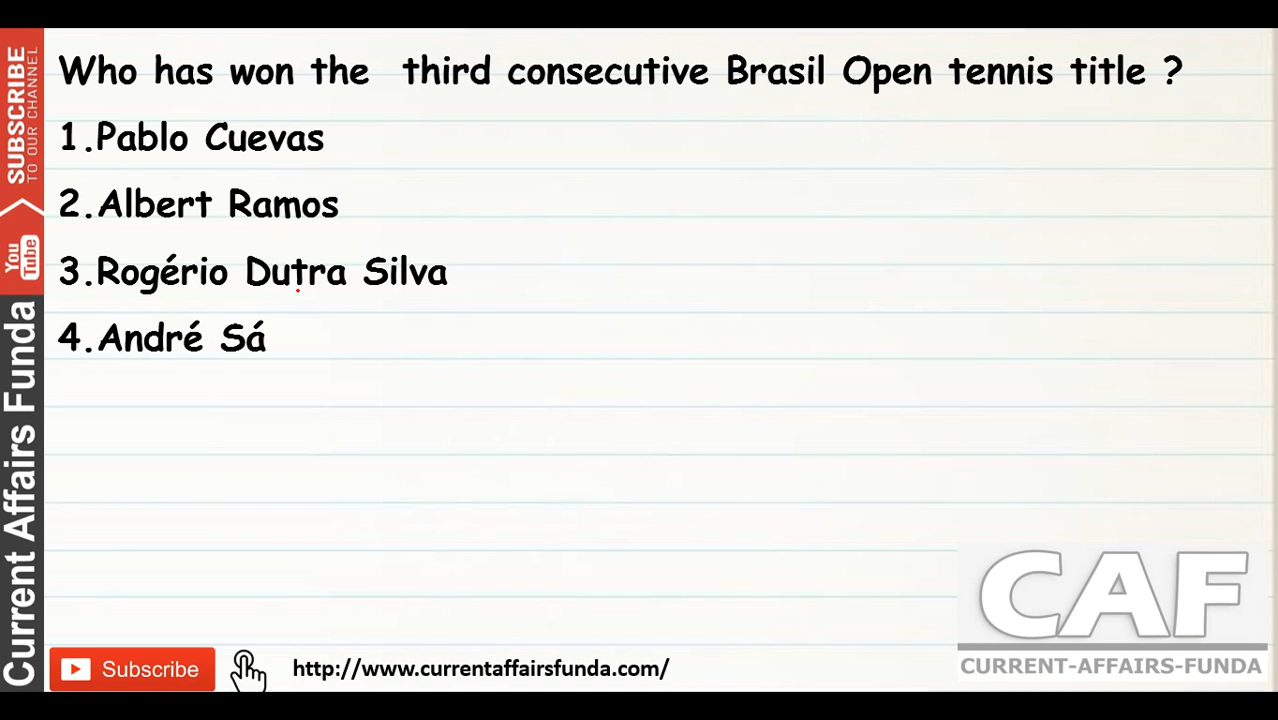 Who has won the third consecutive Brasil Open tennis title ?
1.Pablo Cuevas
2.Albert Ramos
3.Rogério Dutra Silva
4.André Sá
SUBSCRIBE
TO OUR CHANNEL
You
Tube
Current Affairs Funda
Subscribe
http://www.currentaffairsfunda.com/
CAF
CURRENT-AFFAIRS-FUNDA